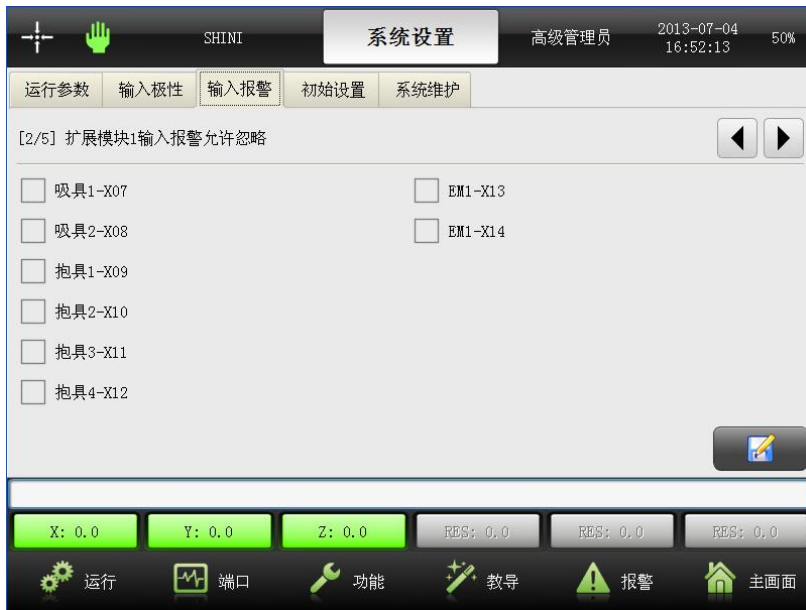 SHINI 系统设置 高级管理员 2013-07-04 16:52:13 50%
运行参数 输入极性 输入报警 初始设置 系统维护
[2/5] 扩展模块1输入报警允许忽略
吸具1-X07 EM1-X13
吸具2-X08 EM1-X14
抱具1-X09
抱具2-X10
抱具3-X11
抱具4-X12
X: 0.0 Y: 0.0 Z: 0.0 RES: 0.0 RES: 0.0 RES: 0.0
运行 端口 功能 教导 报警 主画面